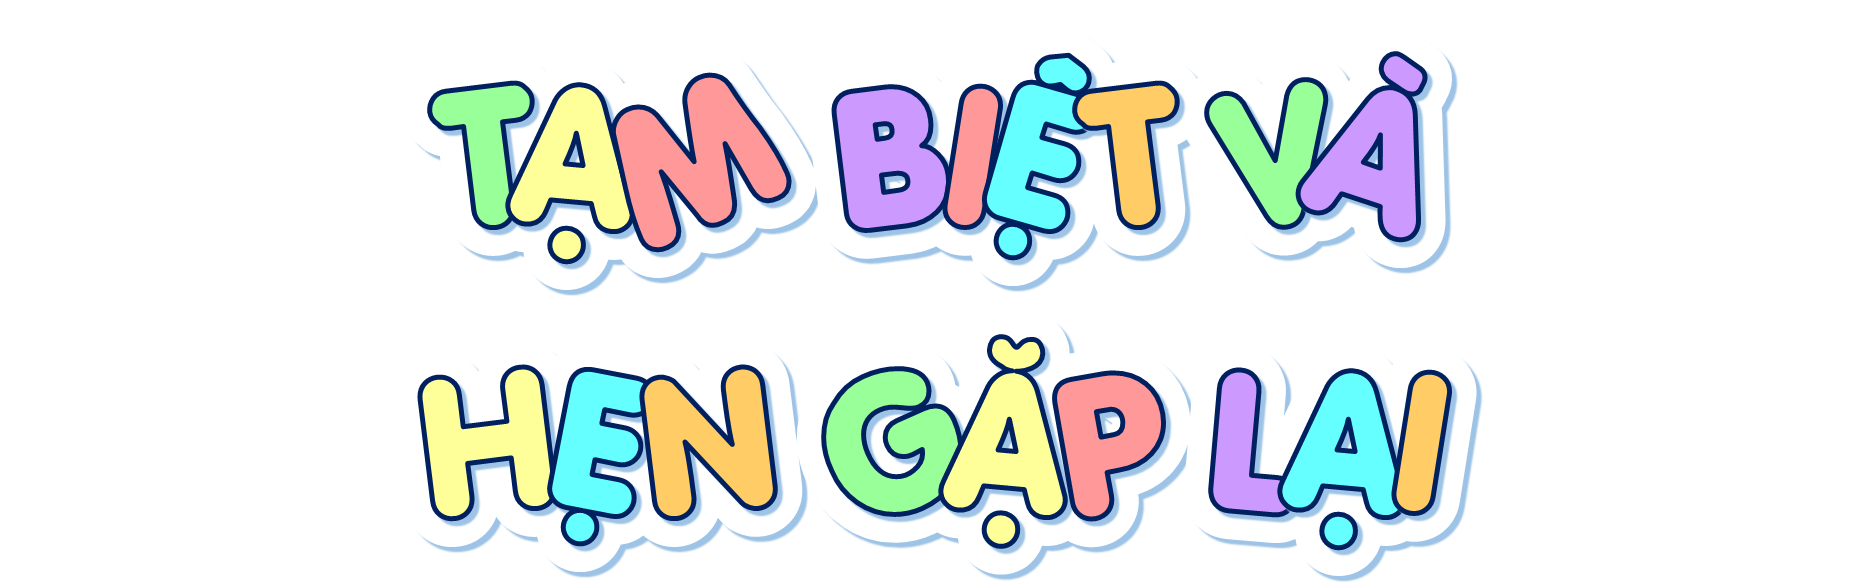 TẠM BIỆT VÀ
HẸN GẶP LẠI